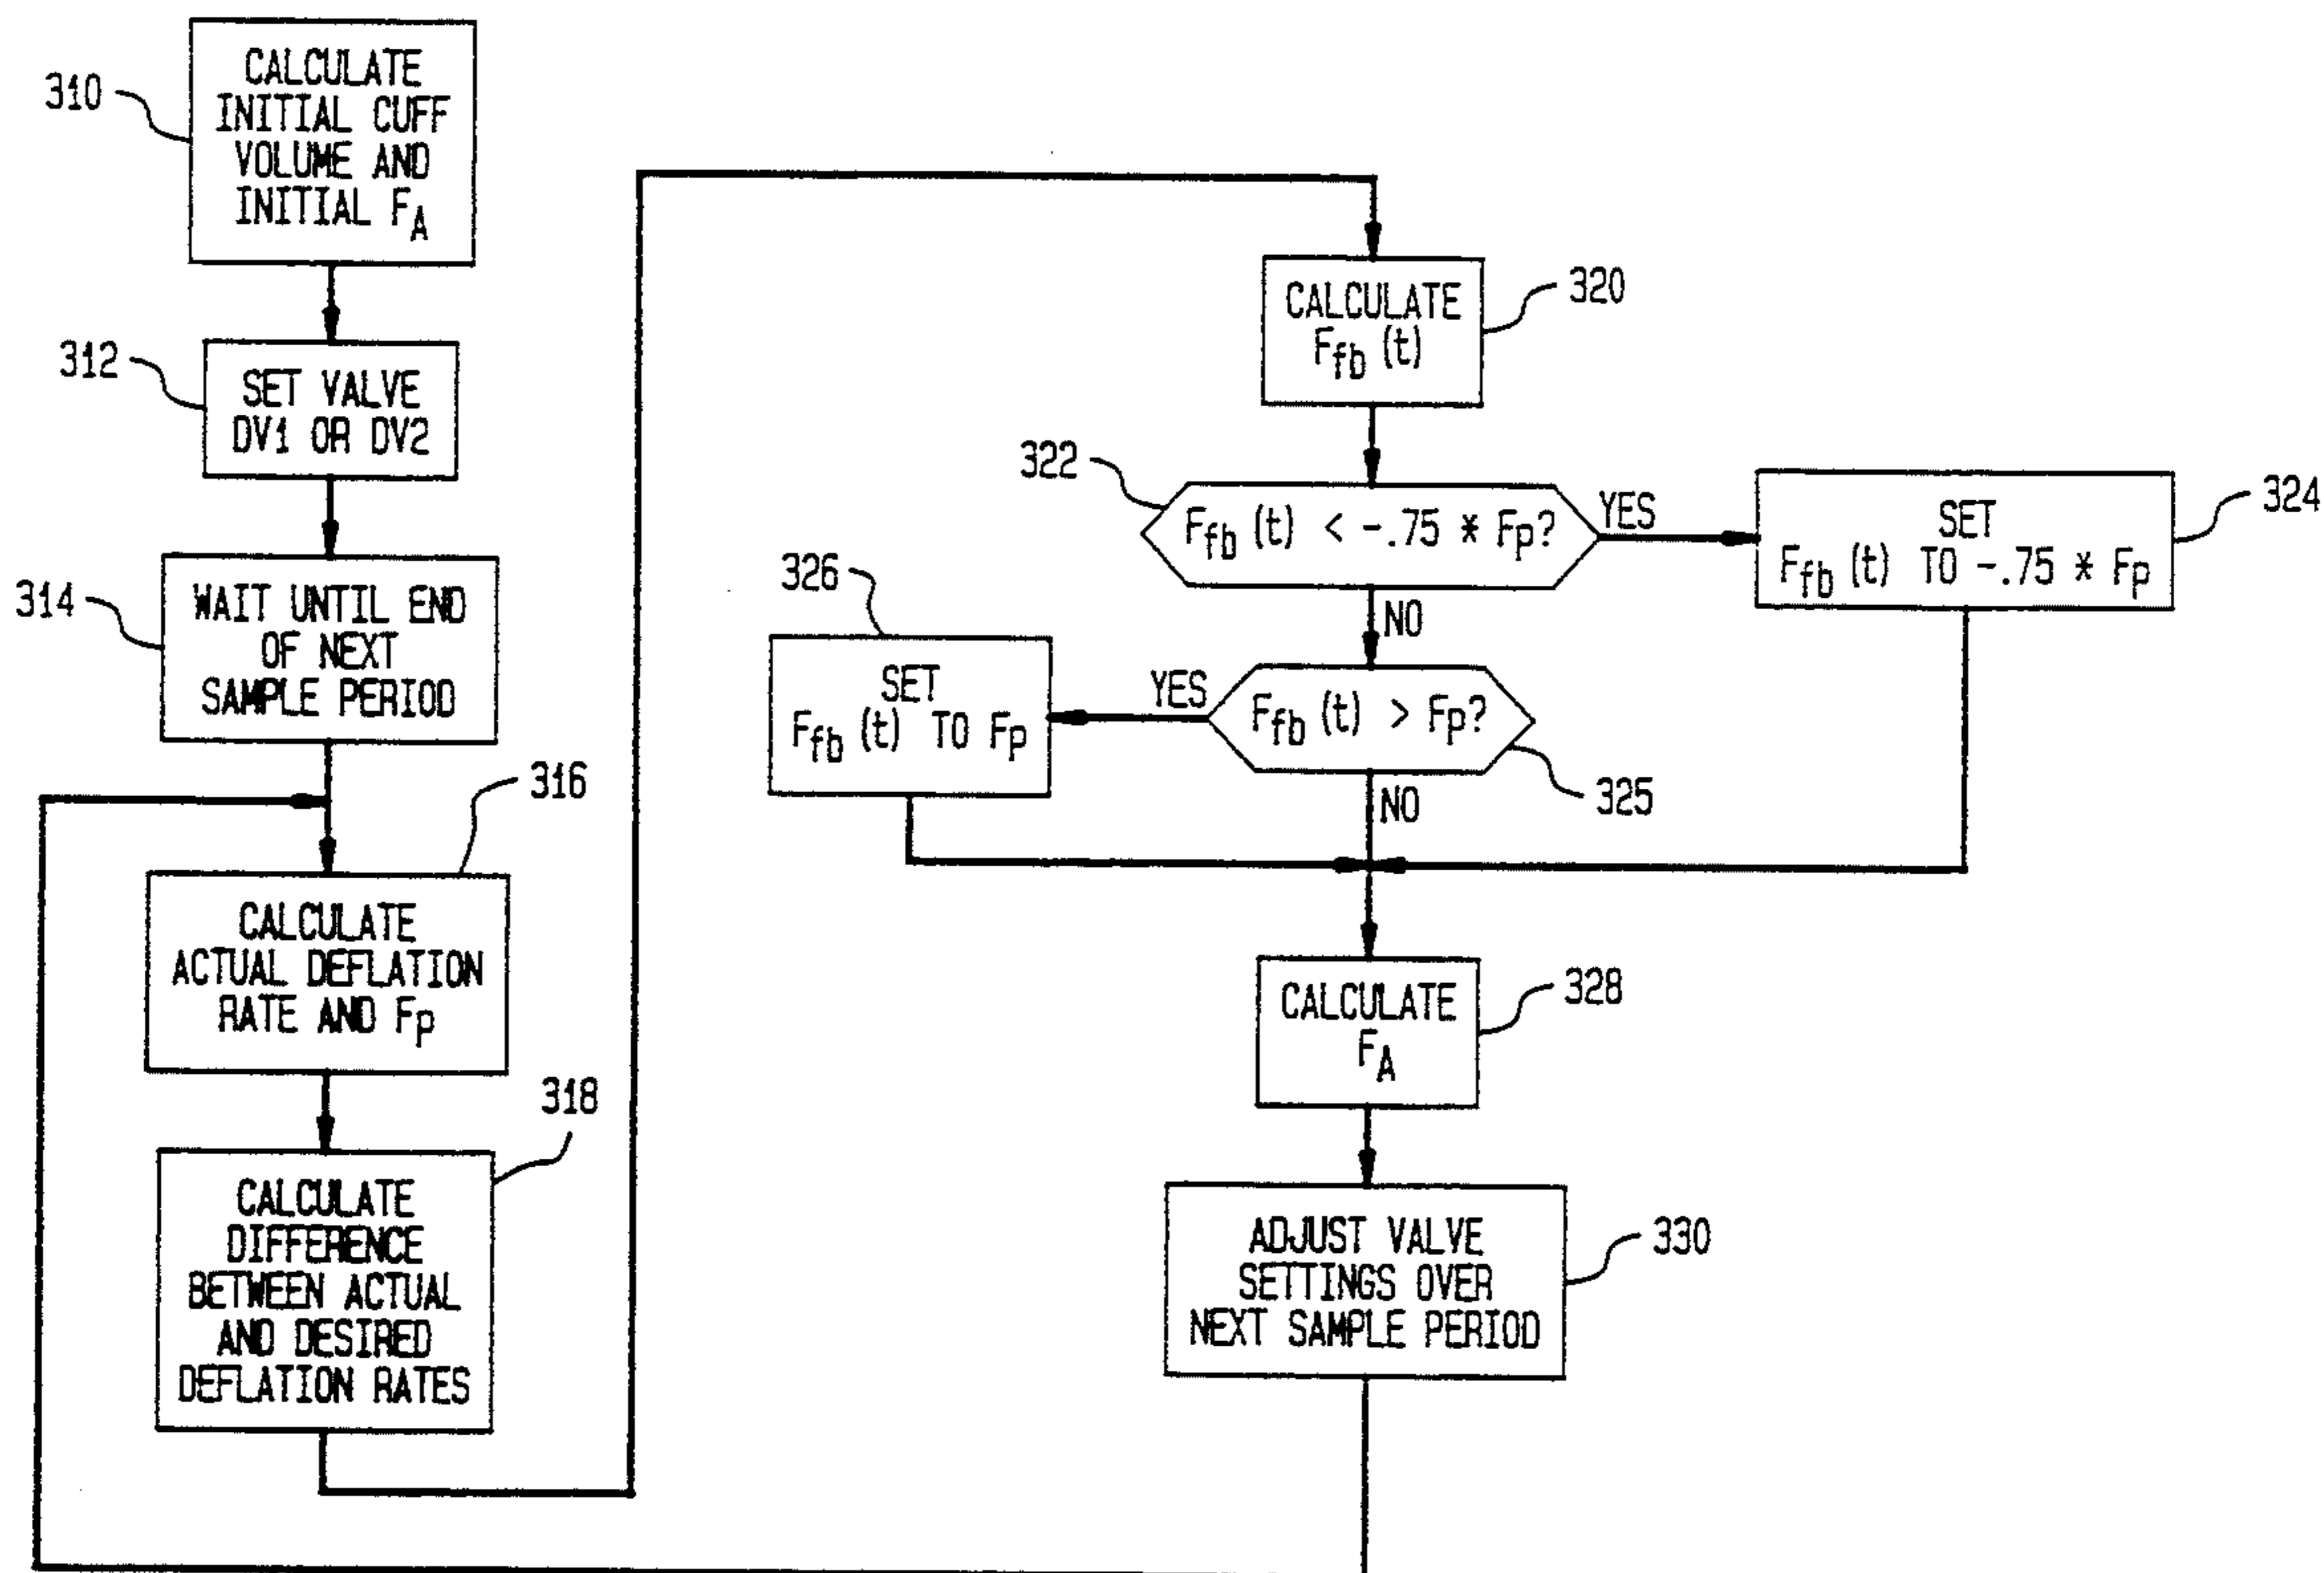 310
CALCULATE
INITIAL CUFF
VOLUME AND
INITIAL FA
312
SET VALVE
DV1 OR DV2
314
WAIT UNTIL END
OF NEXT
SAMPLE PERIOD
316
CALCULATE
ACTUAL DEFLATION
RATE AND Fp
318
CALCULATE
DIFFERENCE
BETWEEN ACTUAL
AND DESIRED
DEFLATION RATES
320
CALCULATE
Ffb (t)
322
Ffb (t) < -.75 * Fp?
YES
324
SET
Ffb (t) TO -.75 * Fp
NO
325
Ffb (t) > Fp?
YES
326
SET
Ffb (t) TO Fp
NO
328
CALCULATE
FA
330
ADJUST VALVE
SETTINGS OVER
NEXT SAMPLE PERIOD